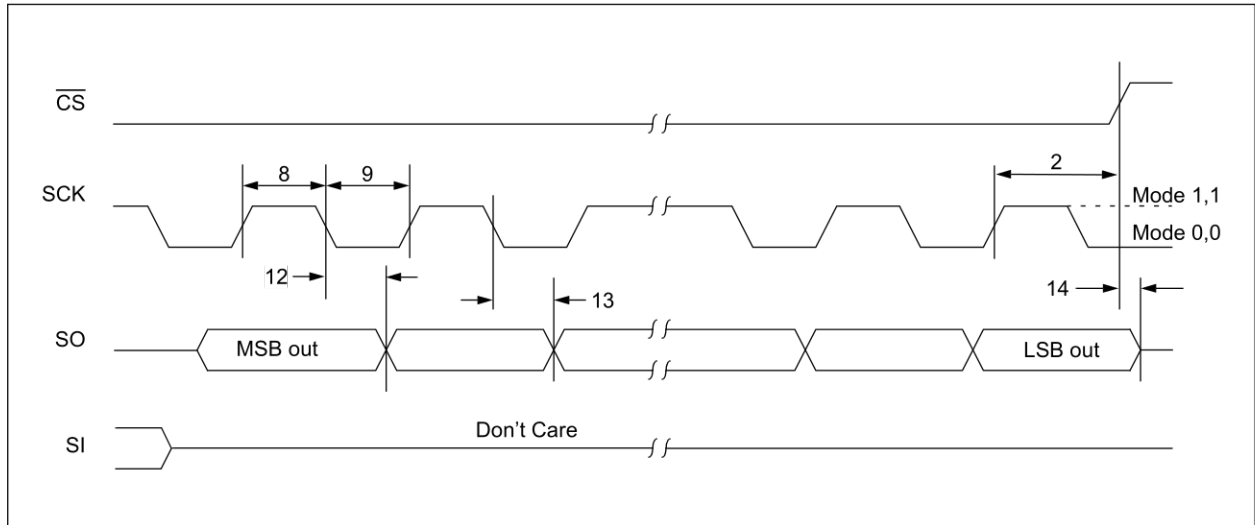 CS
2
8
9
SCK
Mode 1,1
Mode 0,0
12
13
14
SO
MSB out
LSB out
Don't Care
SI